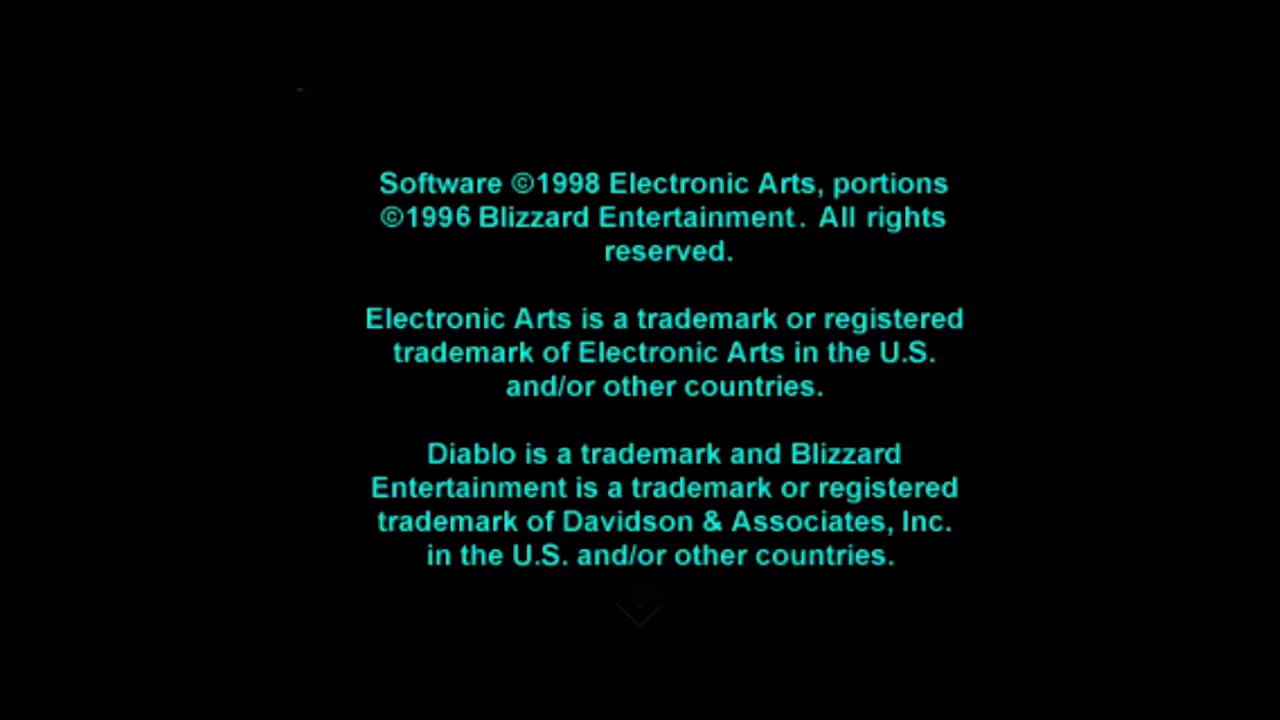 Software ©1998 Electronic Arts, portions
©1996 Blizzard Entertainment. All rights
reserved.
Electronic Arts is a trademark or registered
trademark of Electronic Arts in the U.S.
and/or other countries.
Diablo is a trademark and Blizzard
Entertainment is a trademark or registered
trademark of Davidson & Associates, Inc.
in the U.S. and/or other countries.